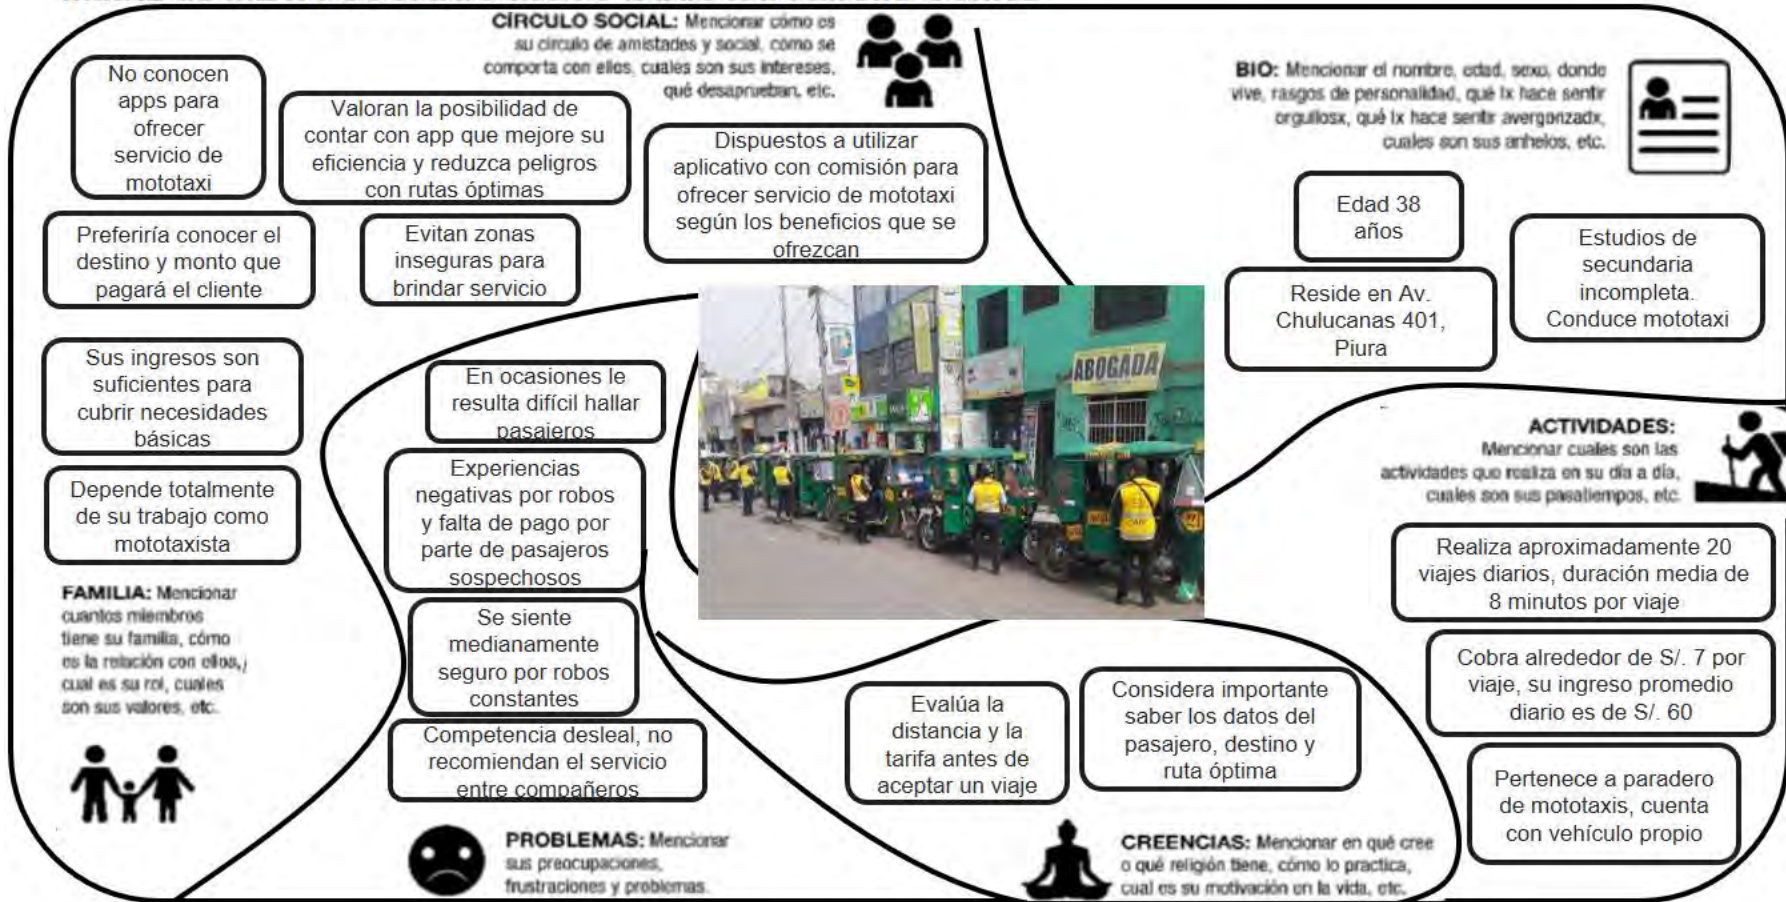 CÍRCULO SOCIAL: Mencionar cómo es
su círculo de amistades y social, cómo se
comporta con ellos, cuales son sus intereses,
qué desaprueban, etc.
No conocen
apps para
ofrecer
servicio de
mototaxi
Valoran la posibilidad de
contar con app que mejore su
eficiencia y reduzca peligros
con rutas óptimas
Dispuestos a utilizar
aplicativo con comisión para
ofrecer servicio de mototaxi
según los beneficios que se
ofrezcan
Preferiría conocer el
destino y monto que
pagará el cliente
Evitan zonas
inseguras para
brindar servicio
BIO: Mencionar el nombre, edad, sexo, donde
vive, rasgos de personalidad, qué lx hace sentir
orgullosx, qué lx hace sentir avergonzadx,
cuales son sus anhelos, etc.
Edad 38
años
Estudios de
secundaria
incompleta.
Conduce mototaxi
Reside en Av.
Chulucanas 401,
Piura
Sus ingresos son
suficientes para
cubrir necesidades
básicas
Depende totalmente
de su trabajo como
mototaxista
FAMILIA: Mencionar
cuantos miembros
tiene su familia, cómo
es la relación con ellos,
cual es su rol, cuales
son sus valores, etc.
En ocasiones le
resulta difícil hallar
pasajeros
Experiencias
negativas por robos
y falta de pago por
parte de pasajeros
sospechosos
Se siente
medianamente
seguro por robos
constantes
Competencia desleal, no
recomiendan el servicio
entre compañeros
PROBLEMAS: Mencionar
sus preocupaciones,
frustraciones y problemas.
ABOGADA
ACTIVIDADES:
Mencionar cuales son las
actividades que realiza en su día a día,
cuales son sus pasatiempos, etc.
Realiza aproximadamente 20
viajes diarios, duración media de
8 minutos por viaje
Cobra alrededor de S/. 7 por
viaje, su ingreso promedio
diario es de S/. 60
Pertenece a paradero
de mototaxis, cuenta
con vehículo propio
Evalúa la
distancia y la
tarifa antes de
aceptar un viaje
Considera importante
saber los datos del
pasajero, destino y
ruta óptima
CREENCIAS: Mencionar en qué cree
o qué religión tiene, cómo lo practica,
cual es su motivación en la vida, etc.